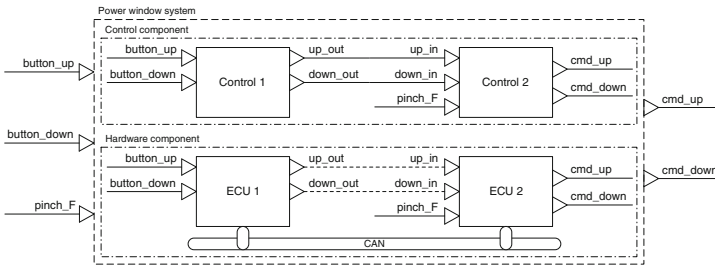 Power window system
Control component
button_up
button_down
Control 1
up_out
down_out
up_in
down_in
pinch_F
Control 2
cmd_up
cmd_down
button_up
button_down
pinch_F
cmd_up
cmd_down
Hardware component
button_up
button_down
ECU 1
up_out
down_out
up_in
down_in
pinch_F
ECU 2
cmd_up
cmd_down
CAN